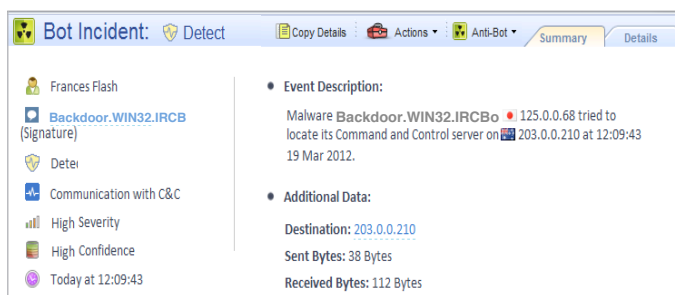 Bot Incident: Detect Copy Details Actions Anti-Bot Summary Details
Frances Flash
Backdoor.WIN32.IRCB
(Signature)
Detec
Communication with C&C
High Severity
High Confidence
Today at 12:09:43
Event Description:
Malware Backdoor.WIN32.IRCBo 125.0.0.68 tried to
locate its Command and Control server on 203.0.0.210 at 12:09:43
19 Mar 2012.
Additional Data:
Destination: 203.0.0.210
Sent Bytes: 38 Bytes
Received Bytes: 112 Bytes